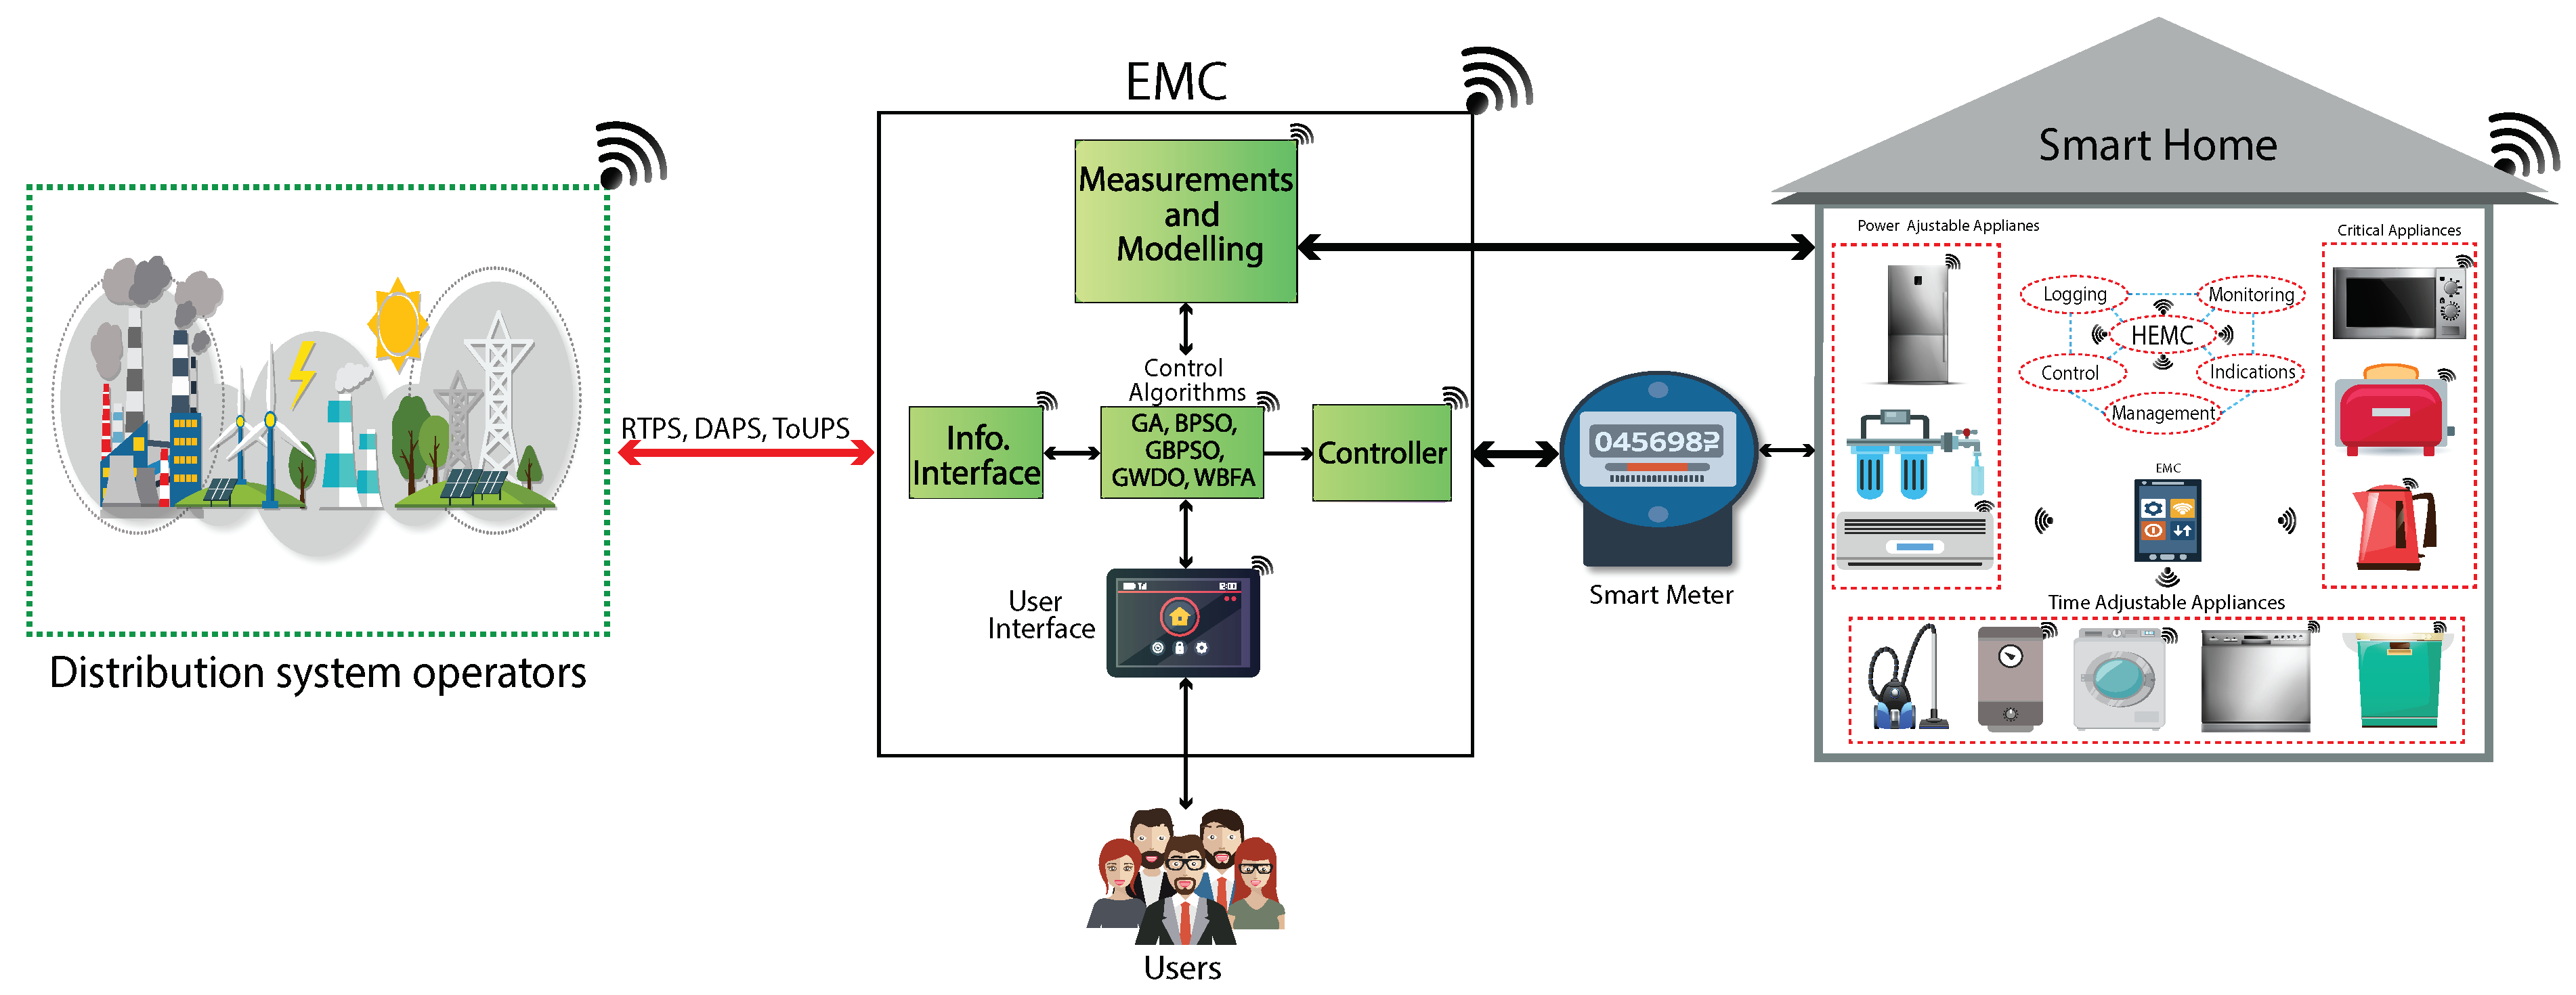 EMC
Smart Home
Measurements
and
Modelling
Control
Algorithms
GA, BPSO,
GBPSO,
GWDO, WBFA
Info.
Interface
Controller
RTPS, DAPS, ToUPS
Distribution system operators
User
Interface
12:00
Users
Smart Meter
Power Ajustable Applianes
Critical Appliances
Logging
Monitoring
HEMC
Control
Indications
Management
EMC
Time Adjustable Appliances